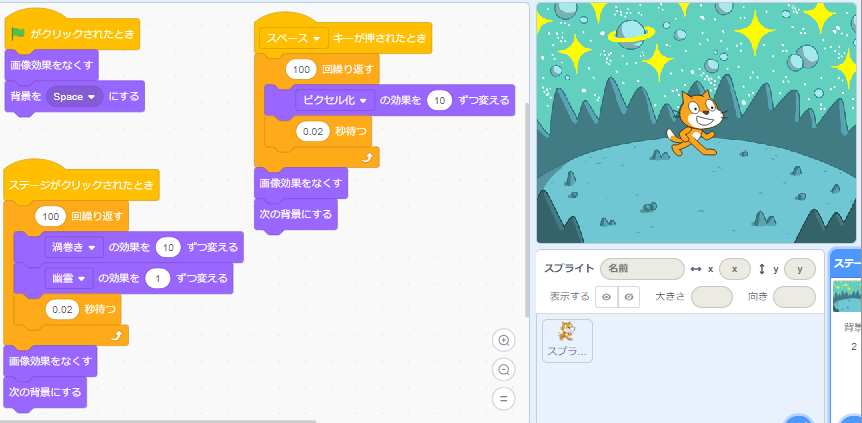 がクリックされたとき
画像効果をなくす
背景を Space にする
ステージがクリックされたとき
100 回繰り返す
渦巻き の効果を 10 ずつ変える
幽霊 の効果を 1 ずつ変える
0.02 秒待つ
画像効果をなくす
次の背景にする
スペース キーが押されたとき
100 回繰り返す
ピクセル化 の効果を 10 ずつ変える
0.02 秒待つ
画像効果をなくす
次の背景にする
スプライト 名前 x x y y
表示する 大きさ 向き
スプラ...
ステー
背景
2